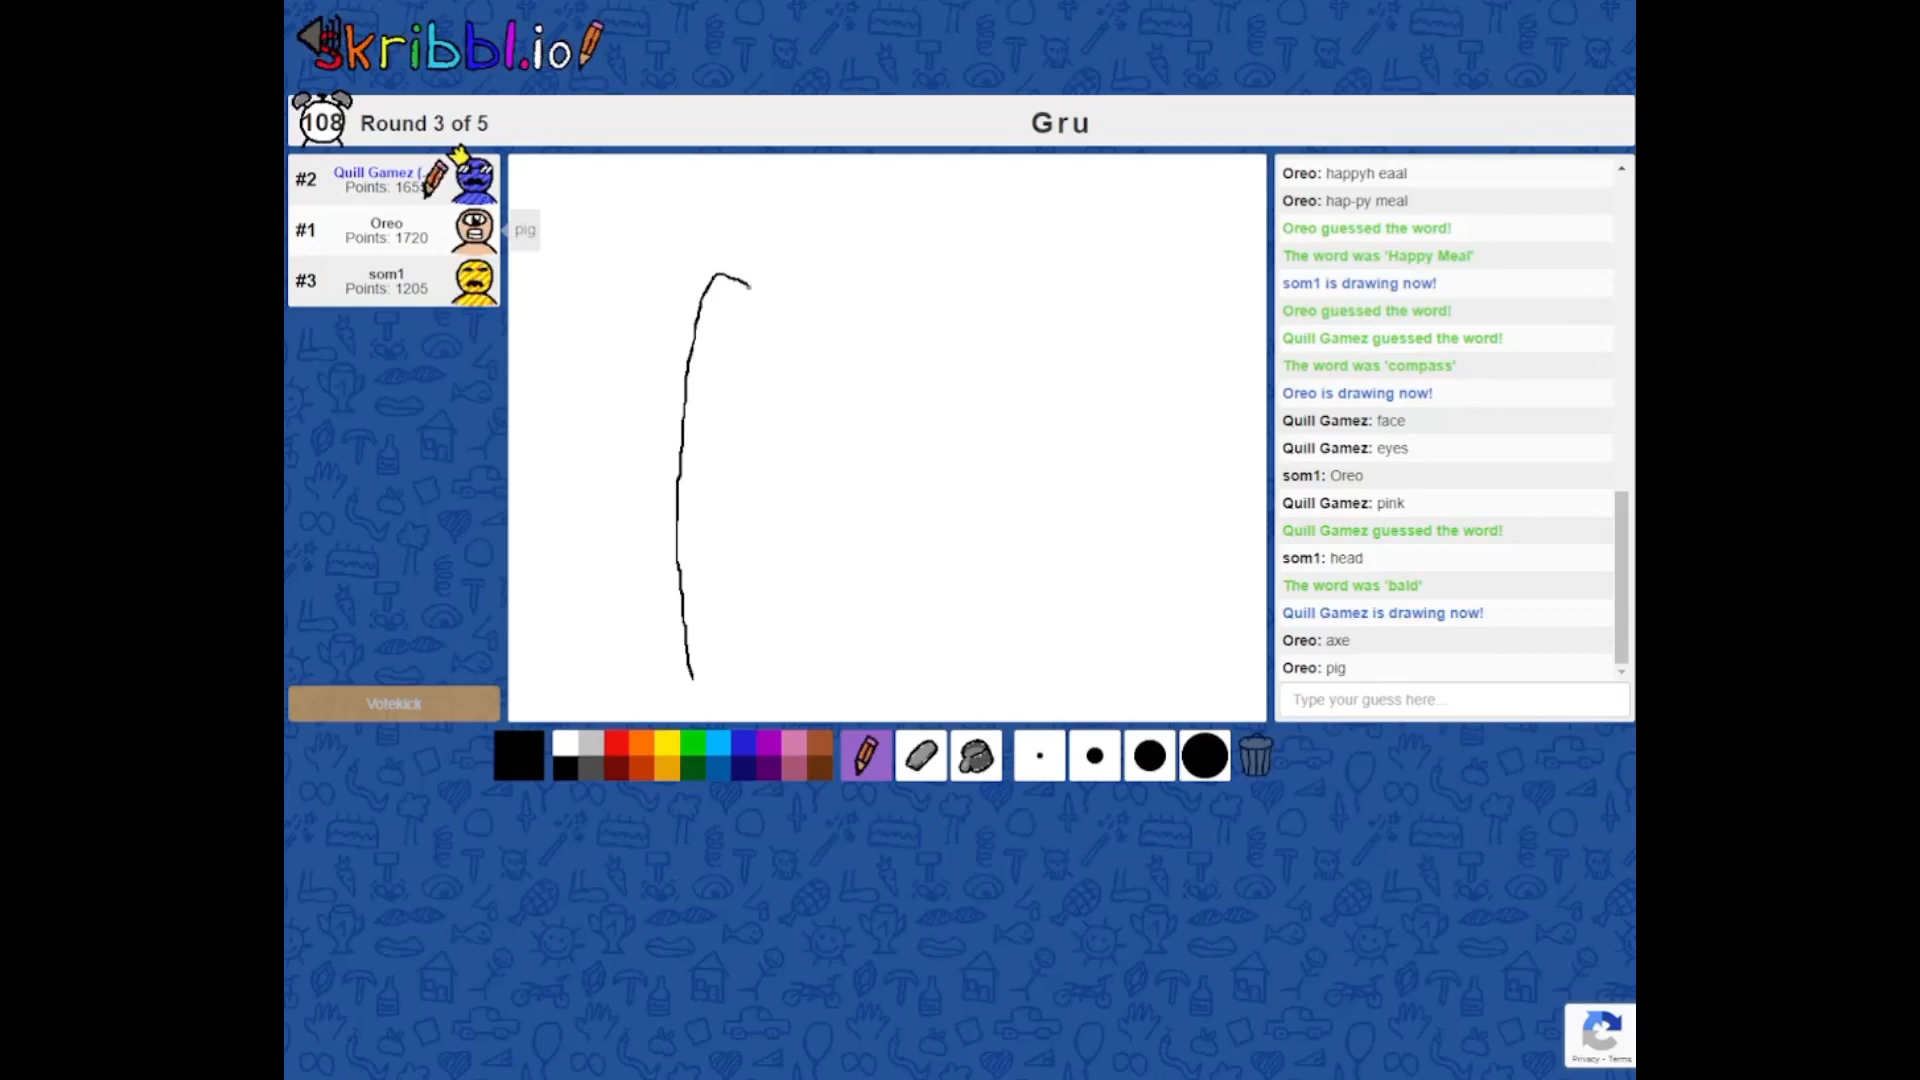 skribbl.io
108
Round 3 of 5
Gru
#2
Quill Gamez (
Points: 165
#1
Oreo
Points: 1720
#3
som1
Points: 1205
pig
Oreo: happyh eaal
Oreo: hap-py meal
Oreo guessed the word!
The word was 'Happy Meal'
som1 is drawing now!
Oreo guessed the word!
Quill Gamez guessed the word!
The word was 'compass'
Oreo is drawing now!
Quill Gamez: face
Quill Gamez: eyes
som1: Oreo
Quill Gamez: pink
Quill Gamez guessed the word!
som1: head
The word was 'bald'
Quill Gamez is drawing now!
Oreo: axe
Oreo: pig
Type your guess here...
Votekick
Privacy - Terms